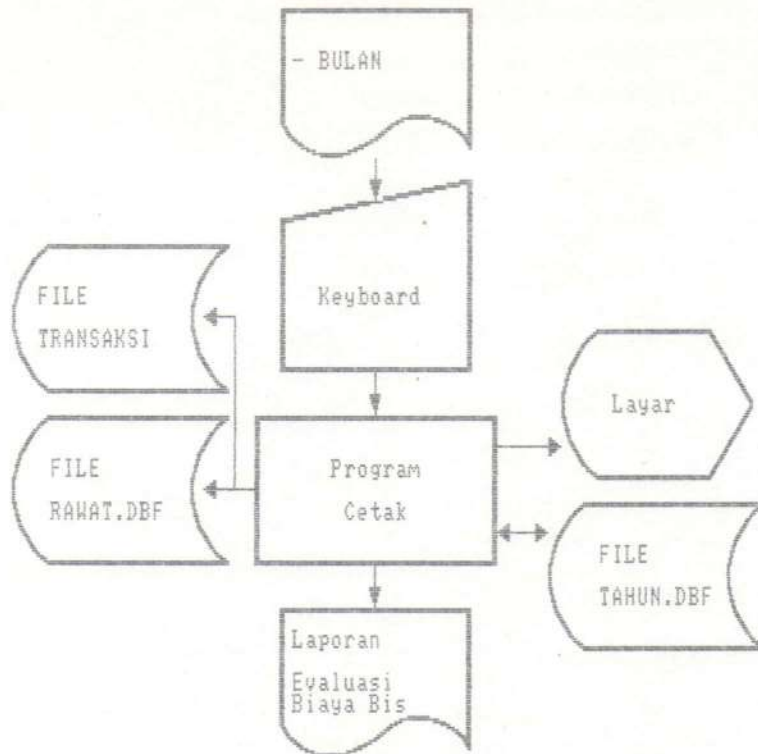 - BULAN
Keyboard
FILE
TRANSAKSI
Layar
FILE
RAWAT.DBF
Program
Cetak
FILE
TAHUN.DBF
Laporan
Evaluasi
Biaya Bis